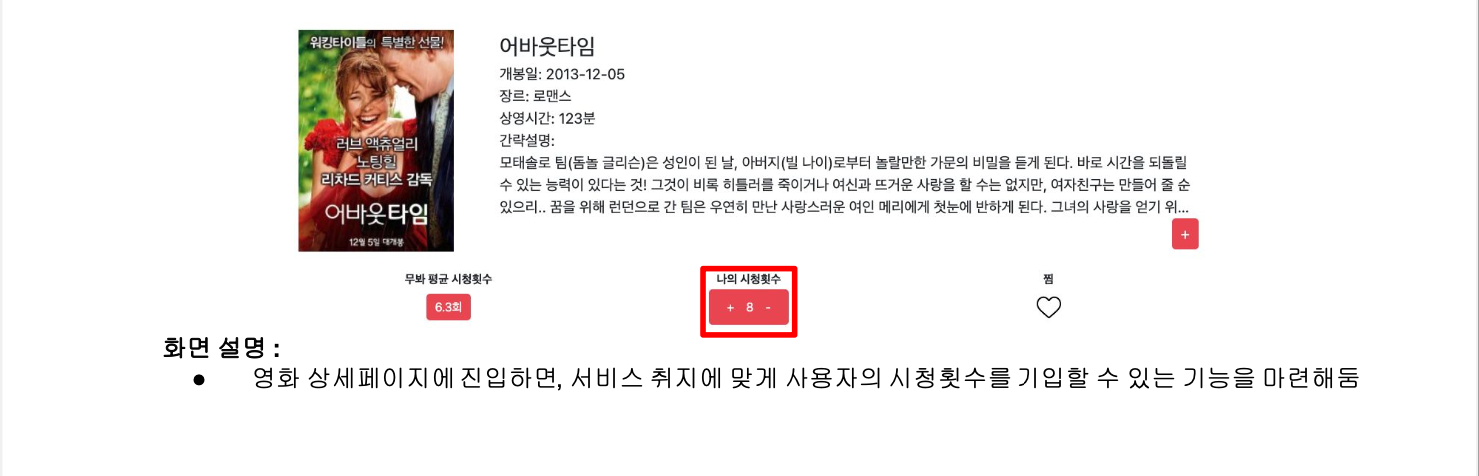 워킹타이틀의 특별한 선물!
러브 액츄얼리
노팅힐
리차드 커티스 감독
어바웃타임
12월 5일 대개봉
어바웃타임
개봉일: 2013-12-05
장르: 로맨스
상영시간: 123분
간략설명:
모태솔로 팀(돔놀 글리슨)은 성인이 된 날, 아버지(빌 나이)로부터 놀랄만한 가문의 비밀을 듣게 된다. 바로 시간을 되돌릴
수 있는 능력이 있다는 것! 그것이 비록 히틀러를 죽이거나 여신과 뜨거운 사랑을 할 수는 없지만, 여자친구는 만들어 줄 순
있으리.. 꿈을 위해 런던으로 간 팀은 우연히 만난 사랑스러운 여인 메리에게 첫눈에 반하게 된다. 그녀의 사랑을 얻기 위...
+
무봐 평균 시청횟수
6.3회
나의 시청횟수
+ 8 -
찜
화면 설명 :
● 영화 상세페이지에 진입하면, 서비스 취지에 맞게 사용자의 시청횟수를 기입할 수 있는 기능을 마련해둠